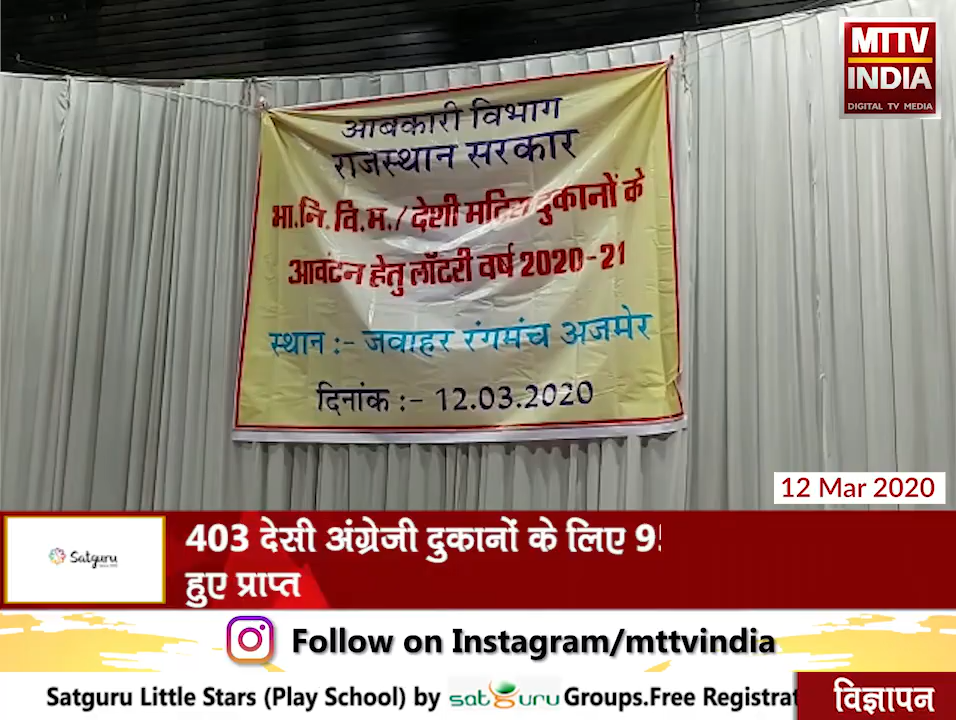 MTTV
INDIA
DIGITAL TV MEDIA
आबकारी विभाग
राजस्थान सरकार
भा.नि.वि.म./देशी मदिरा दुकानों के
आवंटन हेतु लॉटरी वर्ष 2020-21
स्थान :- जवाहर रंगमंच अजमेर
दिनांक :- 12.03.2020
12 Mar 2020
Satguru
403 देसी अंग्रेजी दुकानों के लिए
हुए प्राप्त
Follow on Instagram/mttvindia
Satguru Little Stars (Play School) by satguru Groups.Free
विज्ञापन